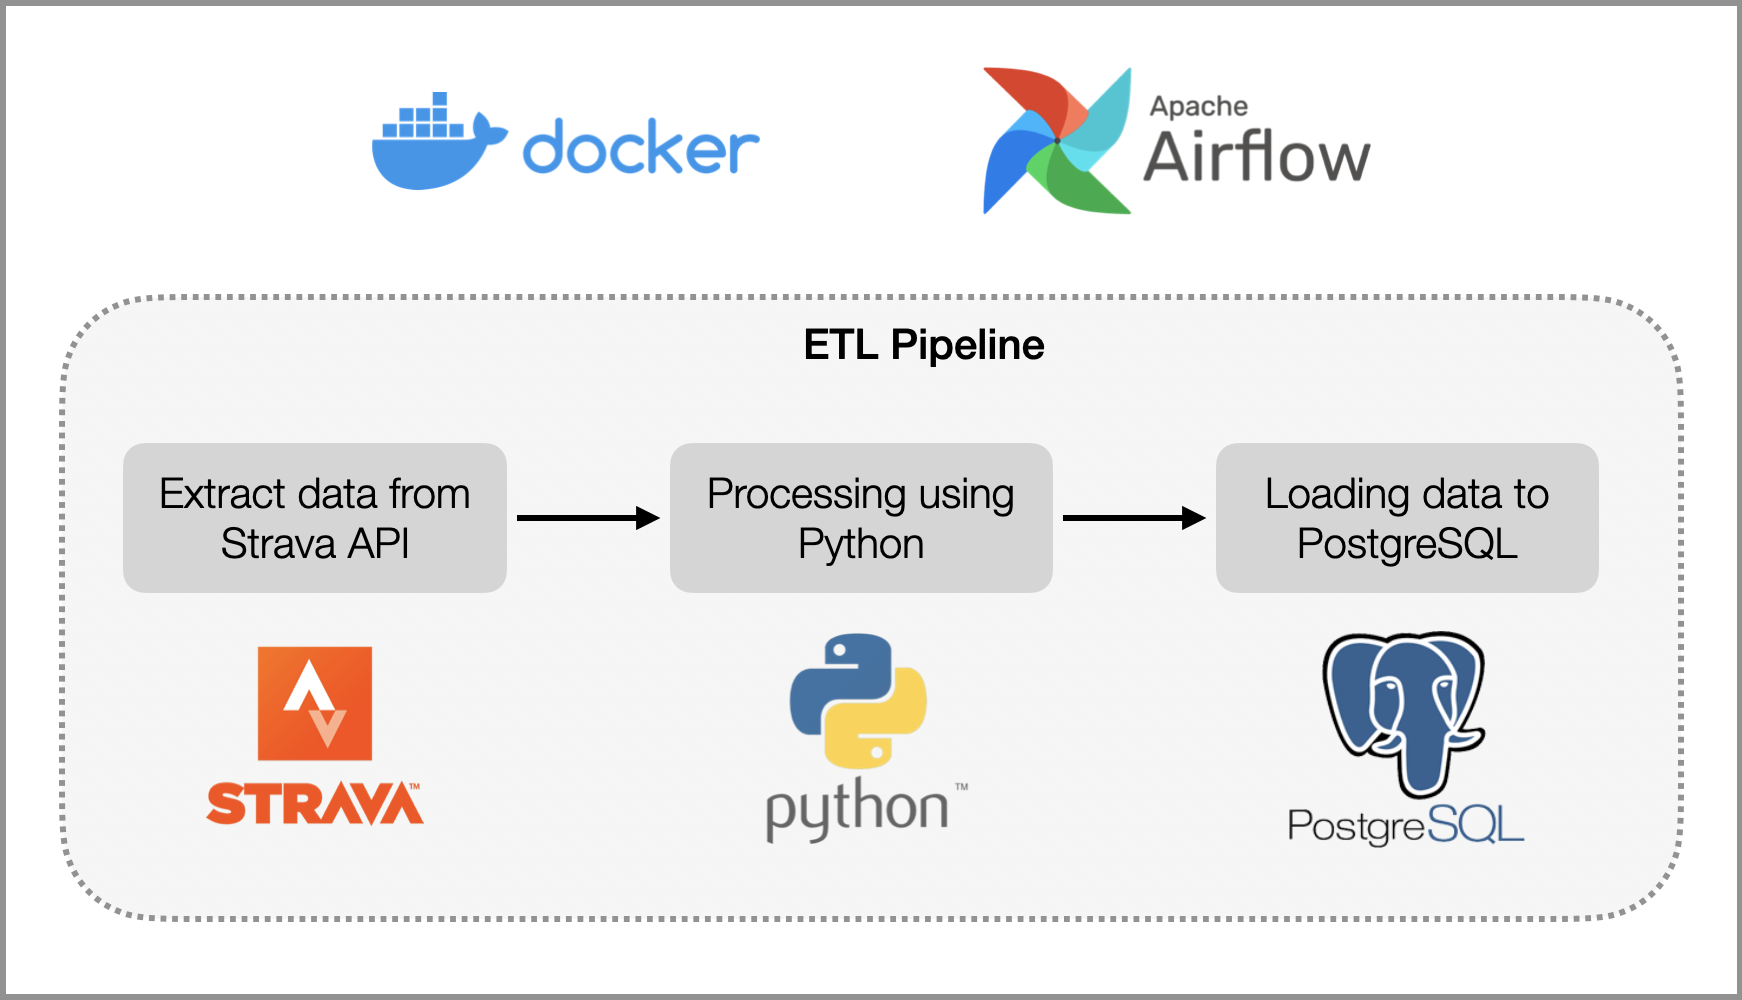 docker
Apache
Airflow
ETL Pipeline
Extract data from
Strava API
Processing using
Python
Loading data to
PostgreSQL
STRAVA™
python™
PostgreSQL